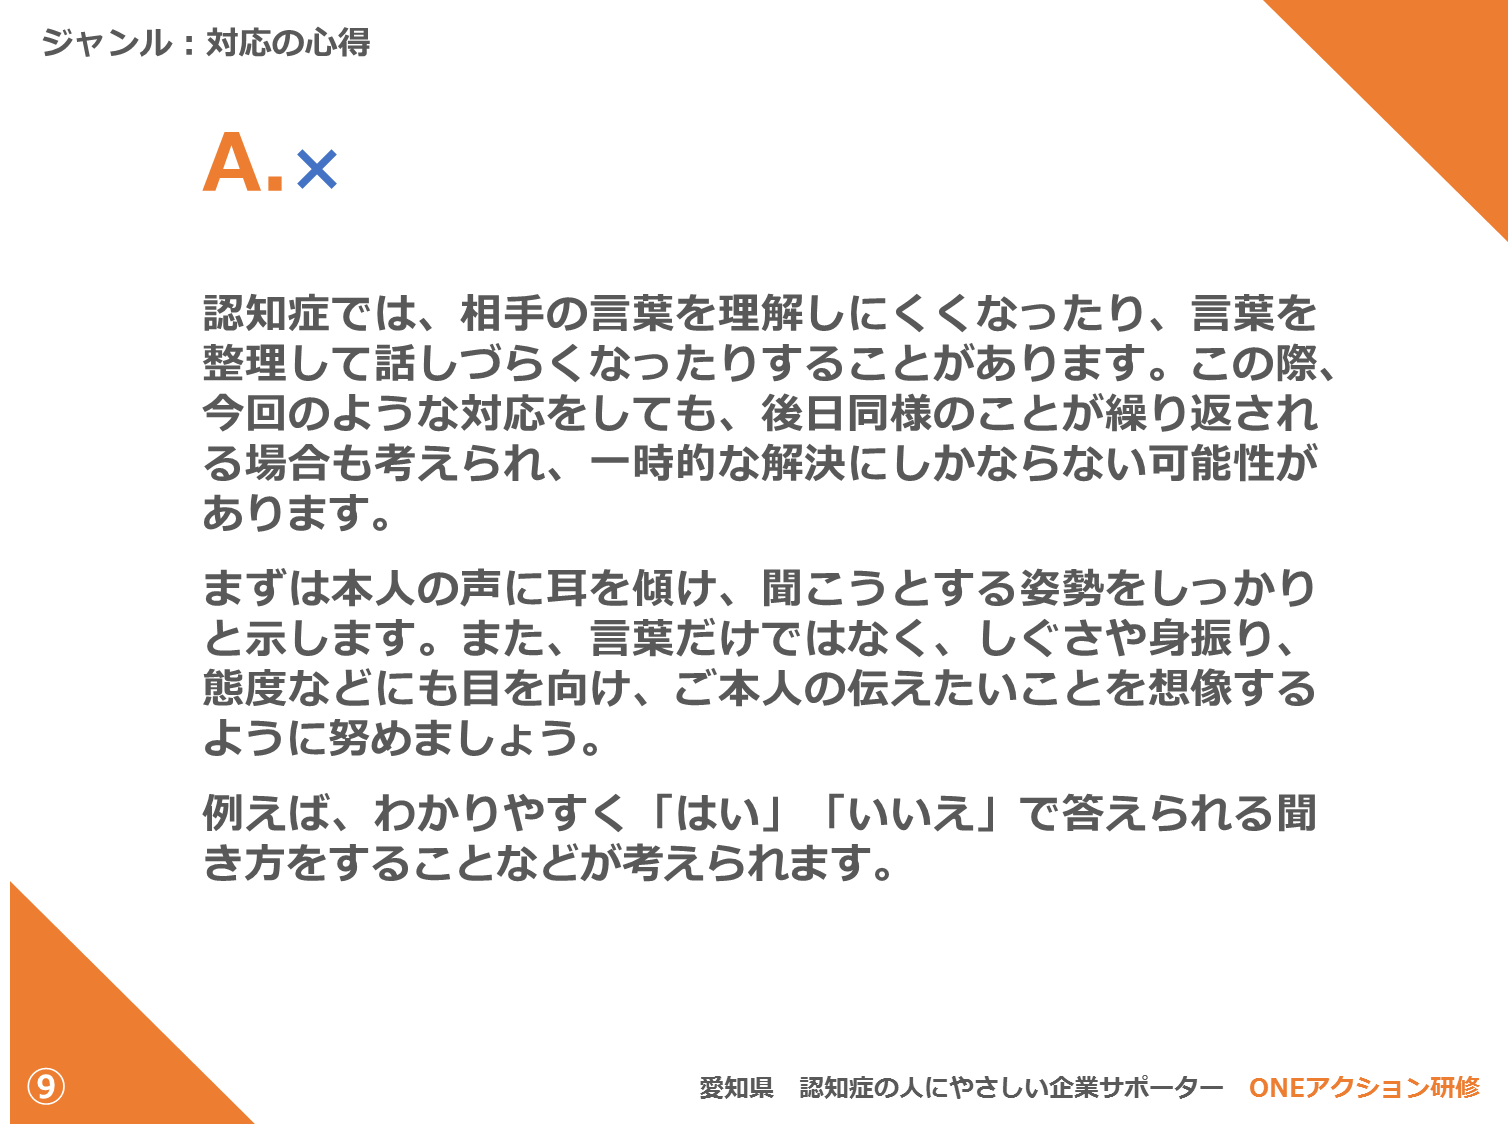 ジャンル：対応の心得
A.×
認知症では、相手の言葉を理解しにくくなったり、言葉を
整理して話しづらくなったりすることがあります。この際、
今回のような対応をしても、後日同様のことが繰り返され
る場合も考えられ、一時的な解決にしかならない可能性が
あります。
まずは本人の声に耳を傾け、聞こうとする姿勢をしっかり
と示します。また、言葉だけではなく、しぐさや身振り、
態度などにも目を向け、ご本人の伝えたいことを想像する
ように努めましょう。
例えば、わかりやすく「はい」「いいえ」で答えられる聞
き方をすることなどが考えられます。
⑨
愛知県　認知症の人にやさしい企業サポーター　ONEアクション研修